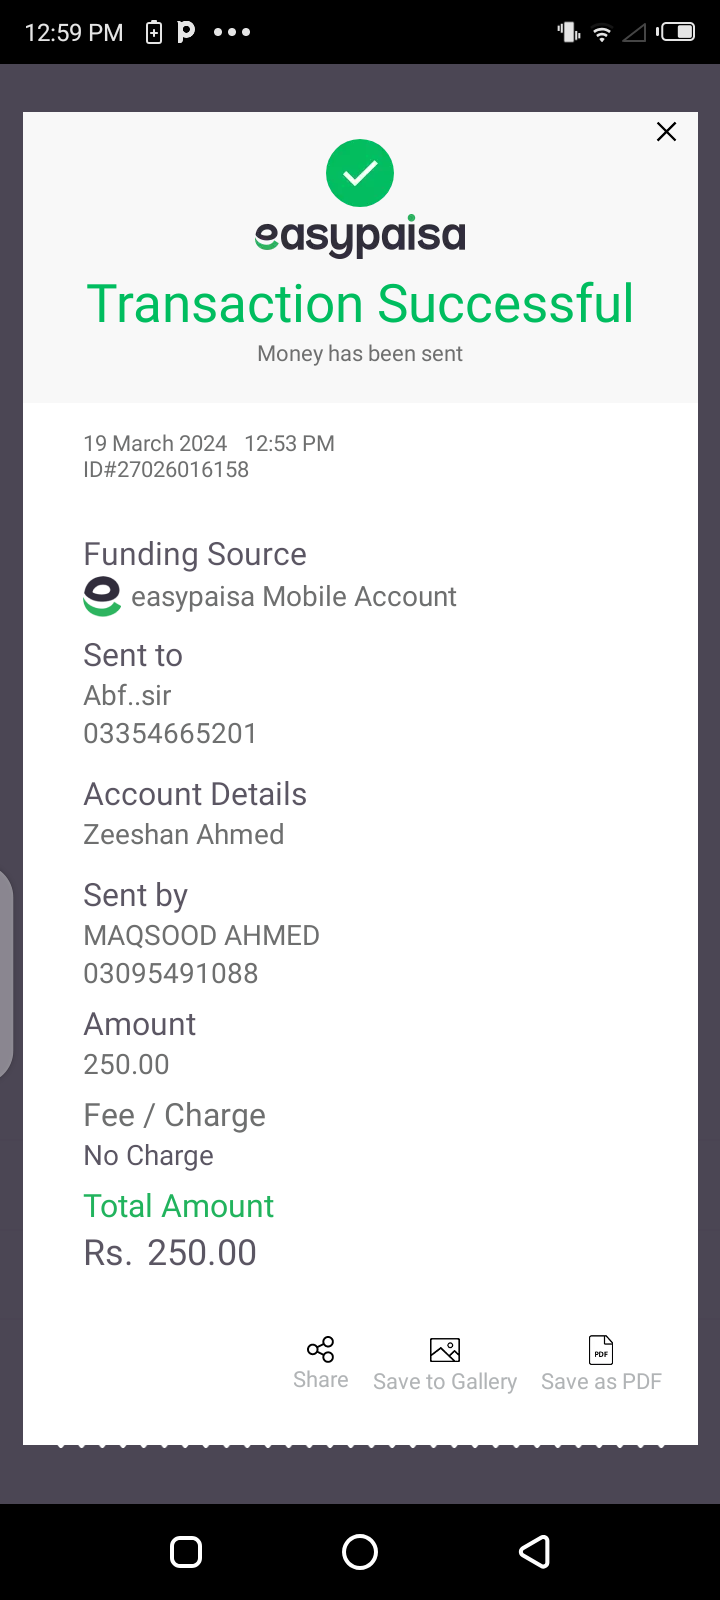 12:59 PM
easypaisa
Transaction Successful
Money has been sent
19 March 2024 12:53 PM
ID#27026016158
Funding Source
easypaisa Mobile Account
Sent to
Abf..sir
03354665201
Account Details
Zeeshan Ahmed
Sent by
MAQSOOD AHMED
03095491088
Amount
250.00
Fee / Charge
No Charge
Total Amount
Rs. 250.00
PDF
Share Save to Gallery Save as PDF